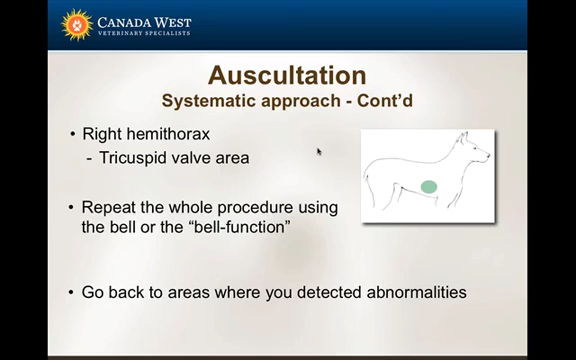 CANADA WEST
VETERINARY SPECIALISTS
Auscultation
Systematic approach - Cont'd
• Right hemithorax
- Tricuspid valve area
• Repeat the whole procedure using
the bell or the “bell-function”
• Go back to areas where you detected abnormalities